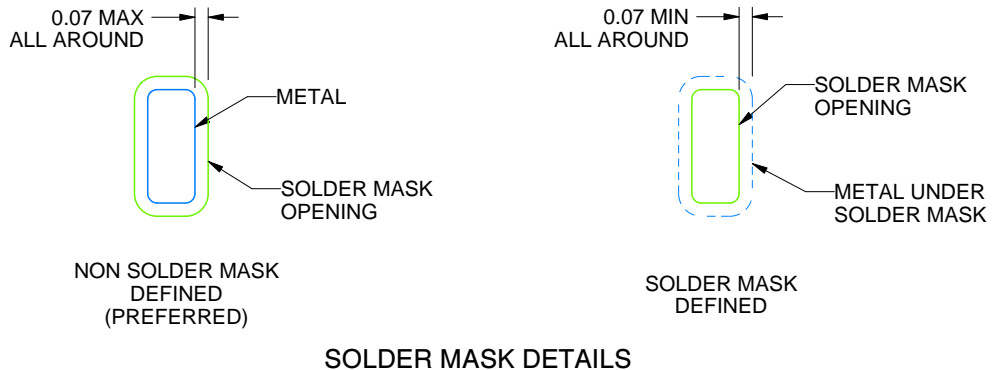 0.07 MAX
ALL AROUND
METAL
SOLDER MASK
OPENING
NON SOLDER MASK
DEFINED
(PREFERRED)
0.07 MIN
ALL AROUND
SOLDER MASK
OPENING
METAL UNDER
SOLDER MASK
SOLDER MASK
DEFINED
SOLDER MASK DETAILS